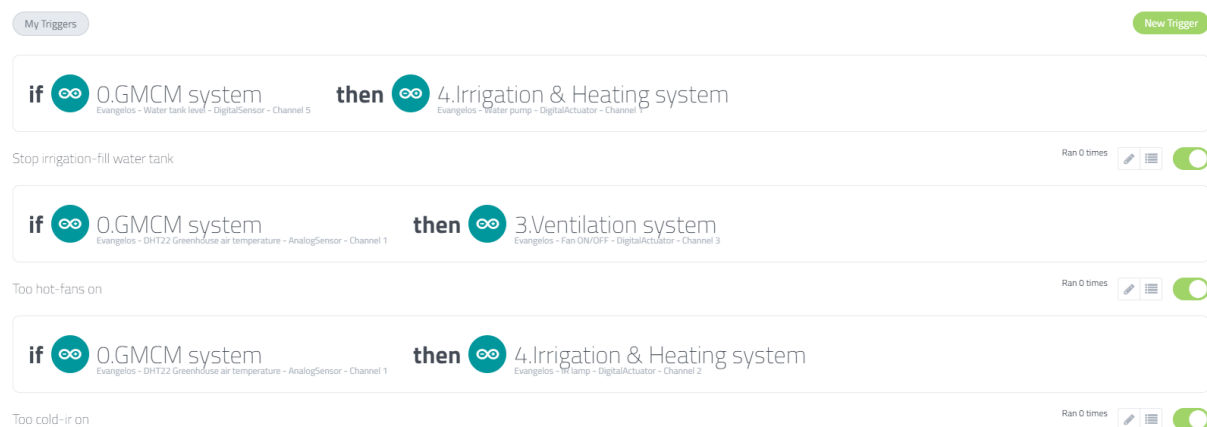 My Triggers
New Trigger
if 0.GMCM system then 4.Irrigation & Heating system
Evangelos - Water tank level - DigitalSensor - Channel 5 Evangelos - Water pump - DigitalActuator - Channel 1
Stop irrigation-fill water tank Ran 0 times
if 0.GMCM system then 3.Ventilation system
Evangelos - DHT22 Greenhouse air temperature - AnalogSensor - Channel 1 Evangelos - Fan ON/OFF - DigitalActuator - Channel 3
Too hot-fans on Ran 0 times
if 0.GMCM system then 4.Irrigation & Heating system
Evangelos - DHT22 Greenhouse air temperature - AnalogSensor - Channel 1 Evangelos - IR lamp - DigitalActuator - Channel 2
Too cold-ir on Ran 0 times